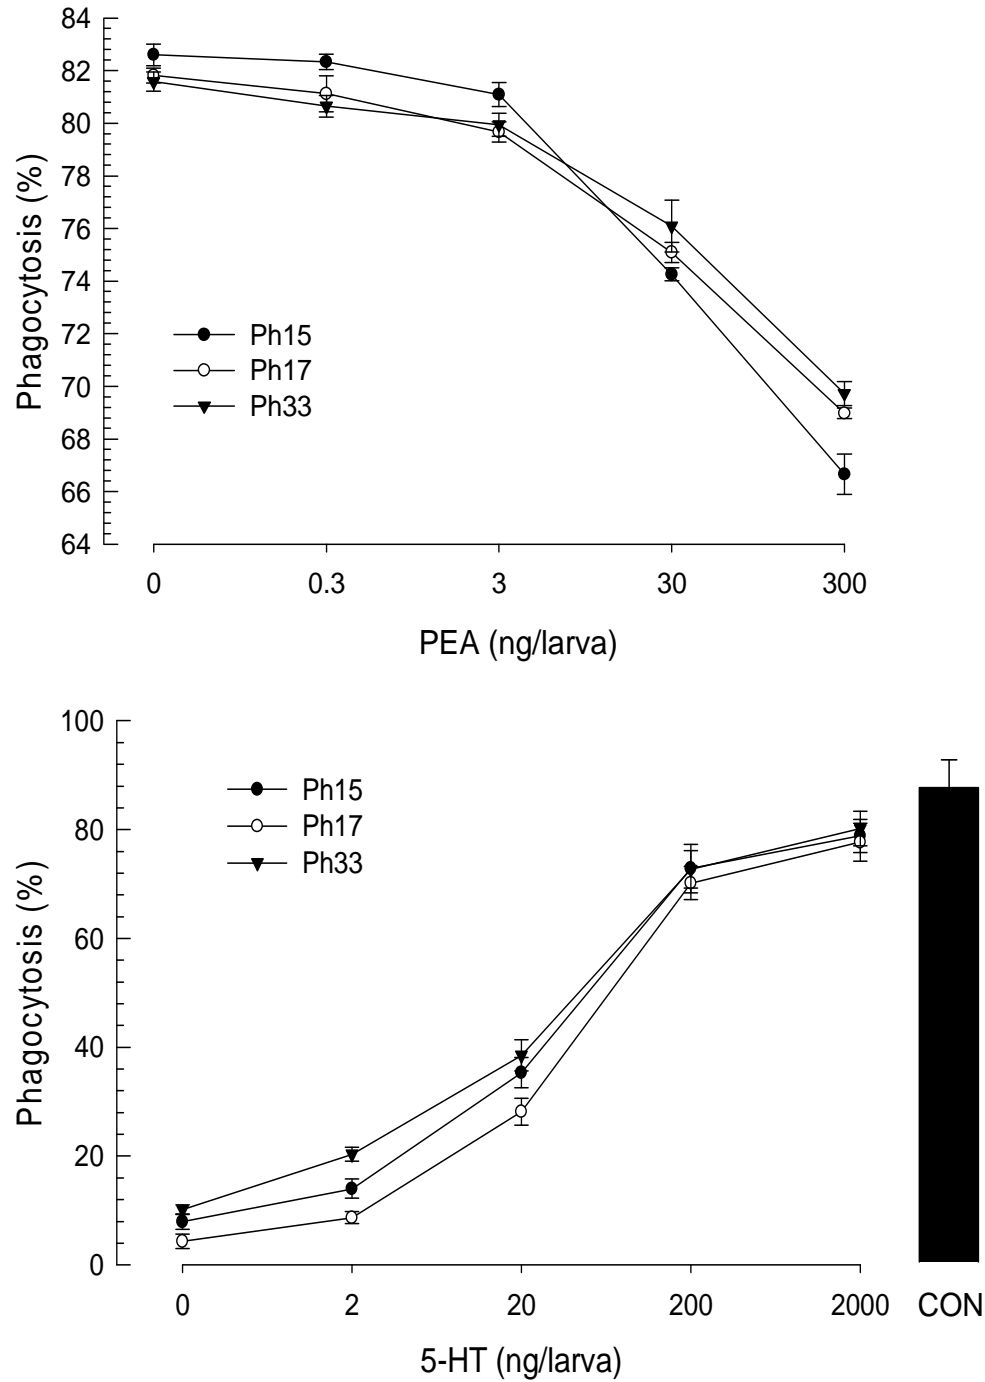 84
82
80
78
76
74
72
70
68
66
64
Phagocytosis (%)
Ph15
Ph17
Ph33
0 0.3 3 30 300
PEA (ng/larva)
100
80
60
40
20
0
Phagocytosis (%)
Ph15
Ph17
Ph33
0 2 20 200 2000 CON
5-HT (ng/larva)